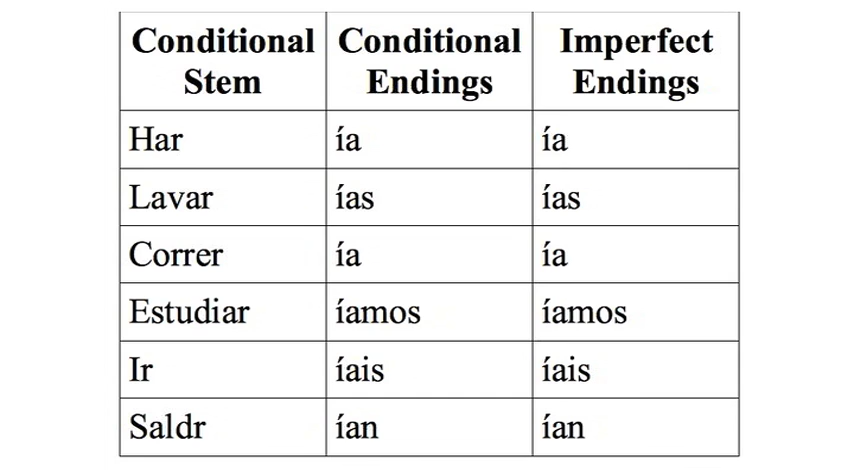 Conditional Stem | Conditional Endings | Imperfect Endings
Har | ía | ía
Lavar | ías | ías
Correr | ía | ía
Estudiar | íamos | íamos
Ir | íais | íais
Saldr | ían | ían